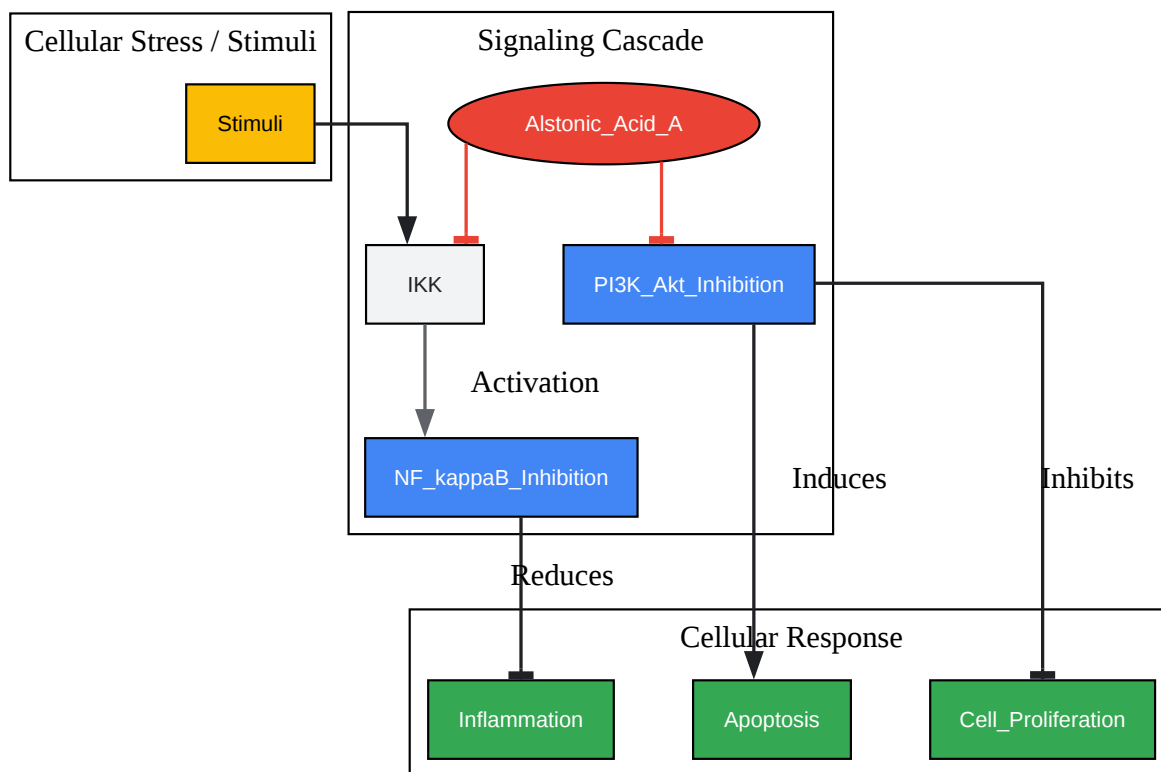 Cellular Stress / Stimuli
Signaling Cascade
Stimuli
Alstonic_Acid_A
IKK
PI3K_Akt_Inhibition
Activation
NF_kappaB_Inhibition
Induces
Inhibits
Reduces
Cellular Response
Inflammation
Apoptosis
Cell_Proliferation